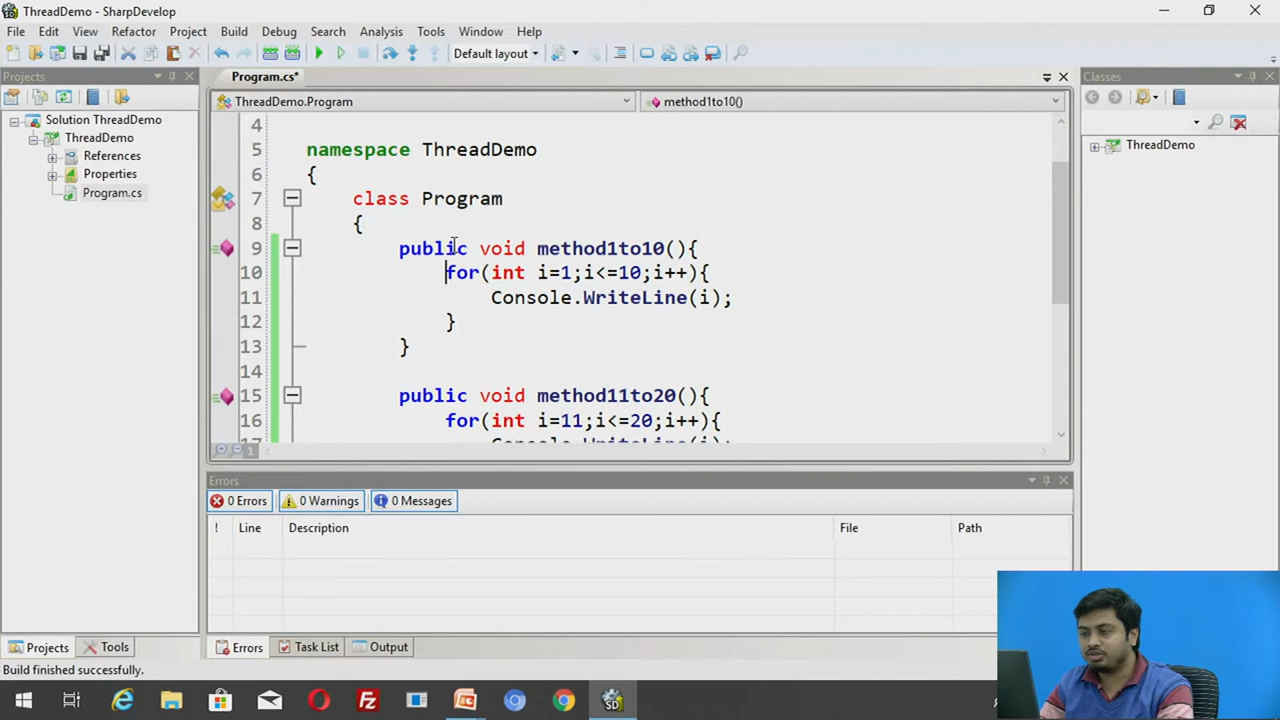 ThreadDemo - SharpDevelop
File Edit View Refactor Project Build Debug Search Analysis Tools Window Help
Default layout
Projects
Program.cs*
Classes
ThreadDemo.Program
method1to10()
Solution ThreadDemo
ThreadDemo
References
Properties
Program.cs
ThreadDemo
4
5 namespace ThreadDemo
6 {
7 class Program
8 {
9 public void method1to10(){
10 for(int i=1;i<=10;i++){
11 Console.WriteLine(i);
12 }
13 }
14
15 public void method11to20(){
16 for(int i=11;i<=20;i++){
17 Console.WriteLine(i);
1
Errors
0 Errors 0 Warnings 0 Messages
! Line Description File Path
Projects Tools Errors Task List Output
Build finished successfully.